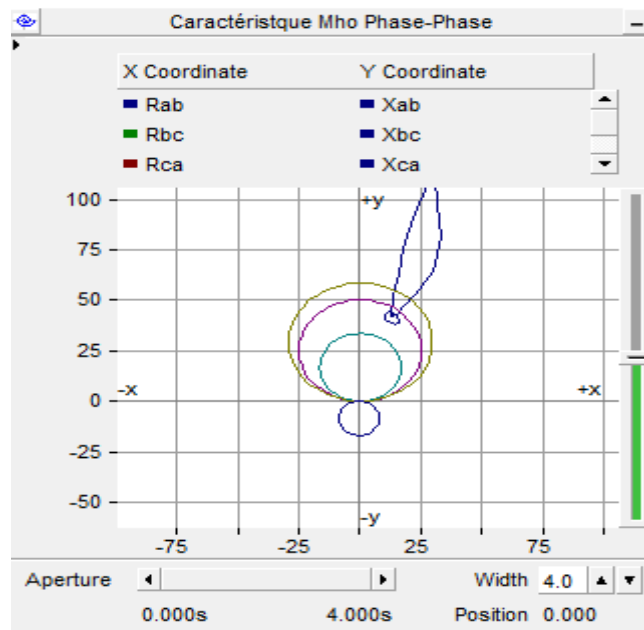 Caractéristque Mho Phase-Phase
X Coordinate Y Coordinate
Rab Xab
Rbc Xbc
Rca Xca
100 +y
75
50
25
0 -x +x
-25
-50 -y
-75 -25 25 75
Aperture Width 4.0
0.000s 4.000s Position 0.000